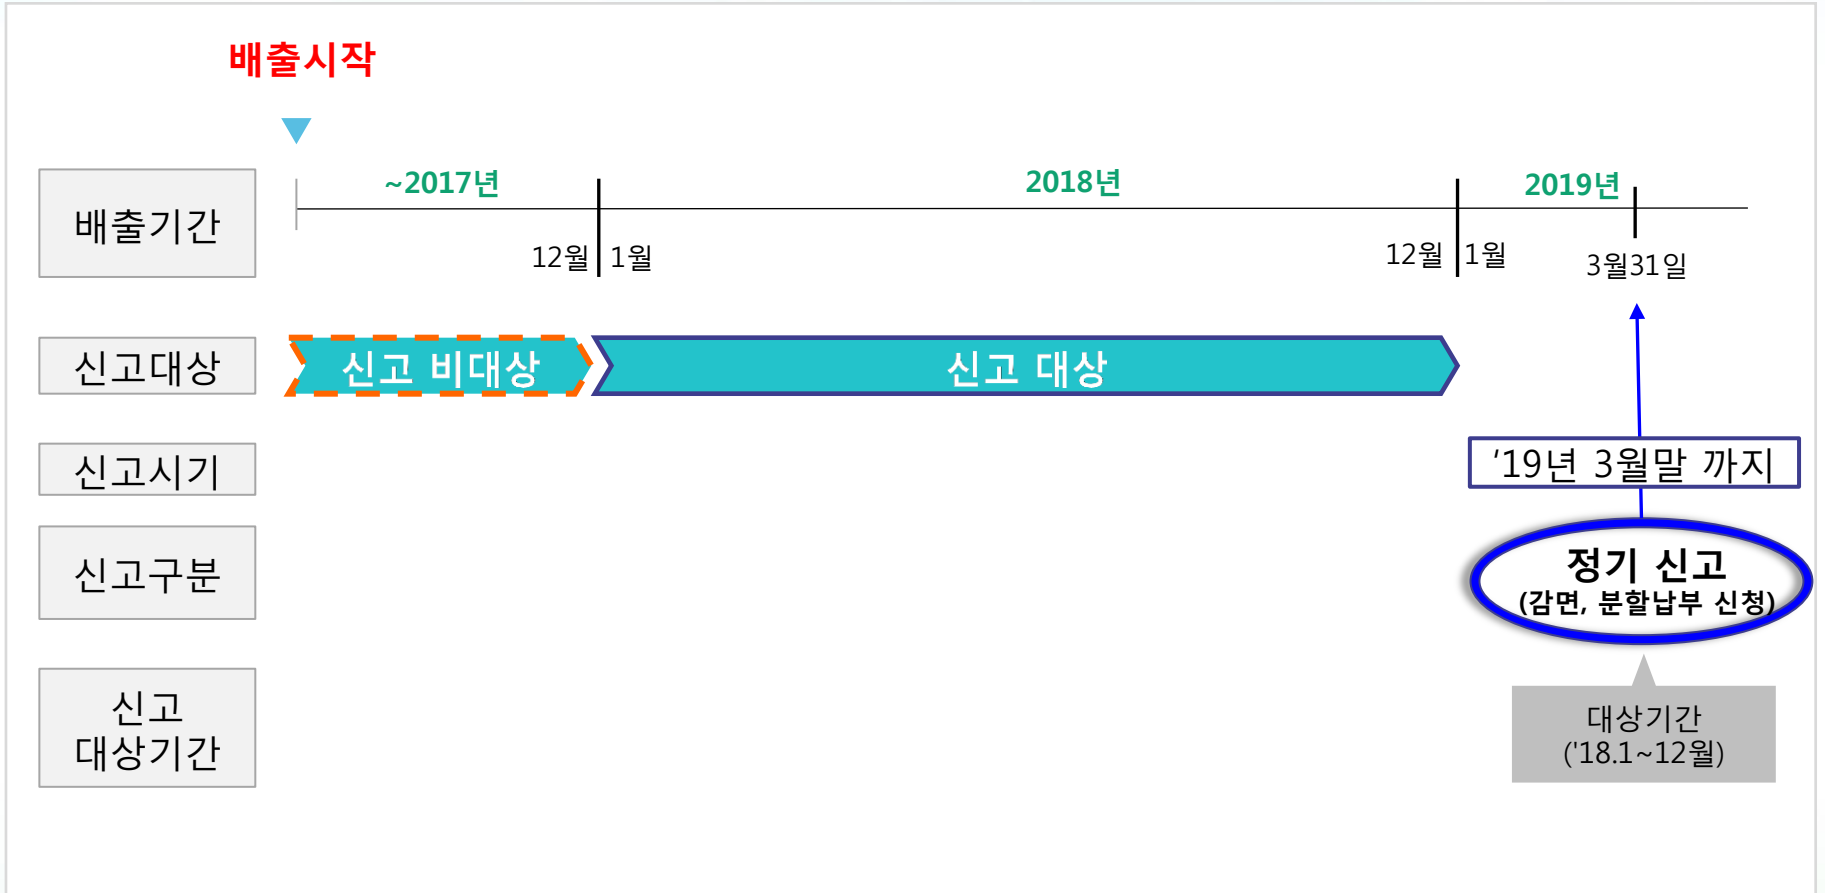 배출시작
배출기간
~2017년
2018년
2019년
12월
1월
12월
1월
3월31일
신고대상
신고 비대상
신고 대상
신고시기
‘19년 3월말 까지
신고구분
정기 신고
(감면, 분할납부 신청)
신고
대상기간
대상기간
('18.1~12월)